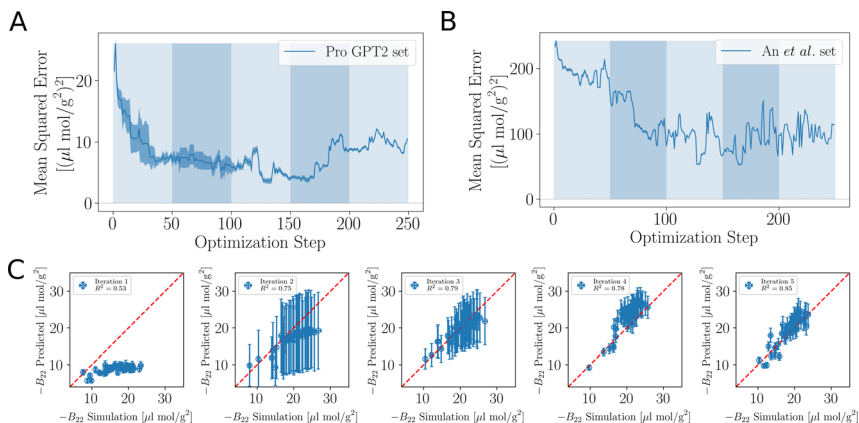 A
Mean Squared Error
[(μl mol/g²)²]
20
10
0
Pro GPT2 set
0 50 100 150 200 250
Optimization Step
B
Mean Squared Error
[(μl mol/g²)²]
200
100
0
An et al. set
0 100 200
Optimization Step
C
−B₂₂ Predicted [μl mol/g²]
30
20
10
Iteration 1
R² = 0.53
10 20 30
−B₂₂ Simulation [μl mol/g²]
−B₂₂ Predicted [μl mol/g²]
30
20
10
Iteration 2
R² = 0.75
10 20 30
−B₂₂ Simulation [μl mol/g²]
−B₂₂ Predicted [μl mol/g²]
30
20
10
Iteration 3
R² = 0.79
10 20 30
−B₂₂ Simulation [μl mol/g²]
−B₂₂ Predicted [μl mol/g²]
30
20
10
Iteration 4
R² = 0.78
10 20 30
−B₂₂ Simulation [μl mol/g²]
−B₂₂ Predicted [μl mol/g²]
30
20
10
Iteration 5
R² = 0.85
10 20 30
−B₂₂ Simulation [μl mol/g²]